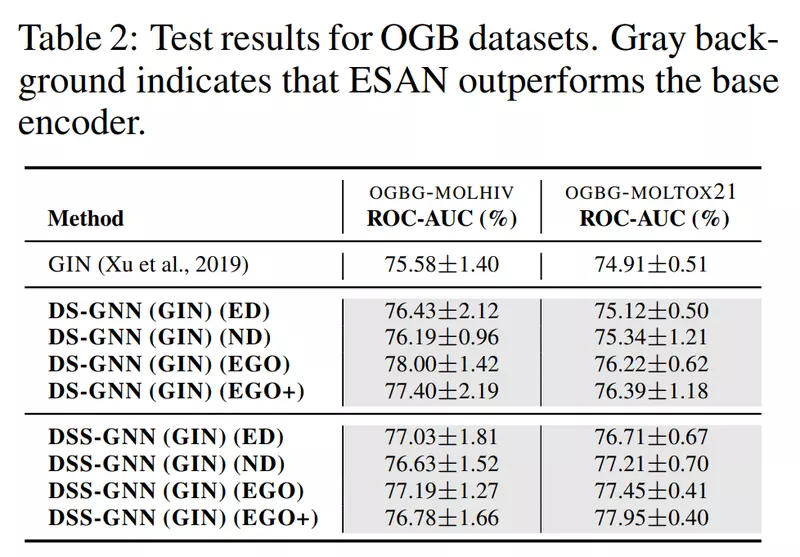 Table 2: Test results for OGB datasets. Gray back-
ground indicates that ESAN outperforms the base
encoder.
OGBG-MOLHIV OGBG-MOLTOX21
Method ROC-AUC (%) ROC-AUC (%)
GIN (Xu et al., 2019) 75.58±1.40 74.91±0.51
DS-GNN (GIN) (ED) 76.43±2.12 75.12±0.50
DS-GNN (GIN) (ND) 76.19±0.96 75.34±1.21
DS-GNN (GIN) (EGO) 78.00±1.42 76.22±0.62
DS-GNN (GIN) (EGO+) 77.40±2.19 76.39±1.18
DSS-GNN (GIN) (ED) 77.03±1.81 76.71±0.67
DSS-GNN (GIN) (ND) 76.63±1.52 77.21±0.70
DSS-GNN (GIN) (EGO) 77.19±1.27 77.45±0.41
DSS-GNN (GIN) (EGO+) 76.78±1.66 77.95±0.40